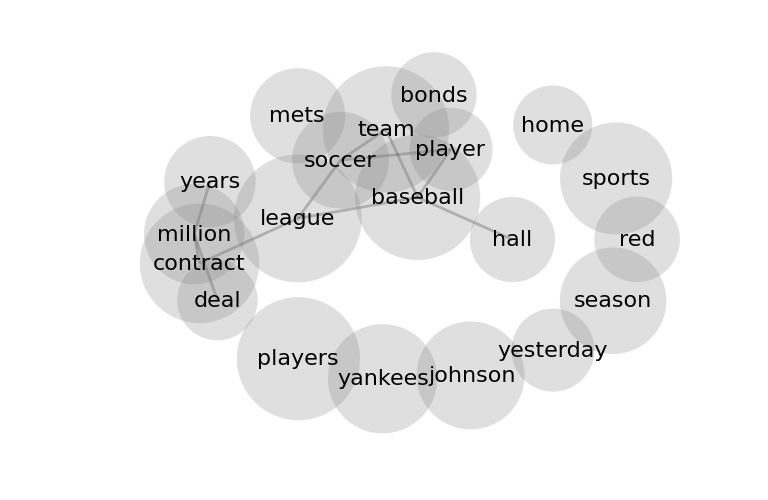 bonds
mets
home
team
player
soccer
years
sports
baseball
league
million
hall
red
contract
deal
season
yesterday
players
johnson
yankees